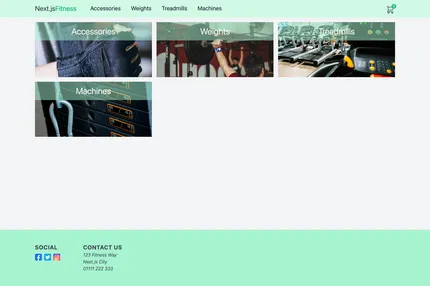 Next.jsFitness Accessories Weights Treadmills Machines
0
Accessories Weights Treadmills
Machines
SOCIAL CONTACT US
123 Fitness Way
Next.js City
01111 222 333